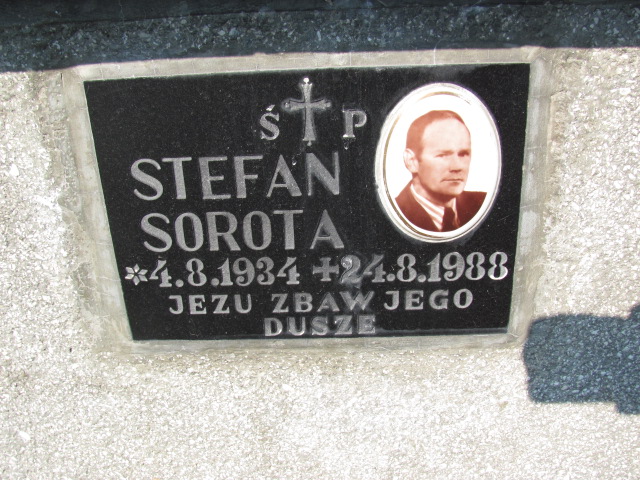 Ś P
STEFAN
SOROTA
*4.8.1934 +24.8.1988
JEZU ZBAW JEGO
DUSZE